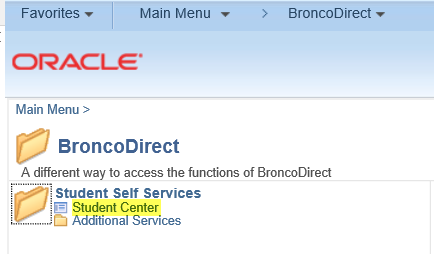 Favorites Main Menu > BroncoDirect
ORACLE
Main Menu >
BroncoDirect
A different way to access the functions of BroncoDirect
Student Self Services
Student Center
Additional Services